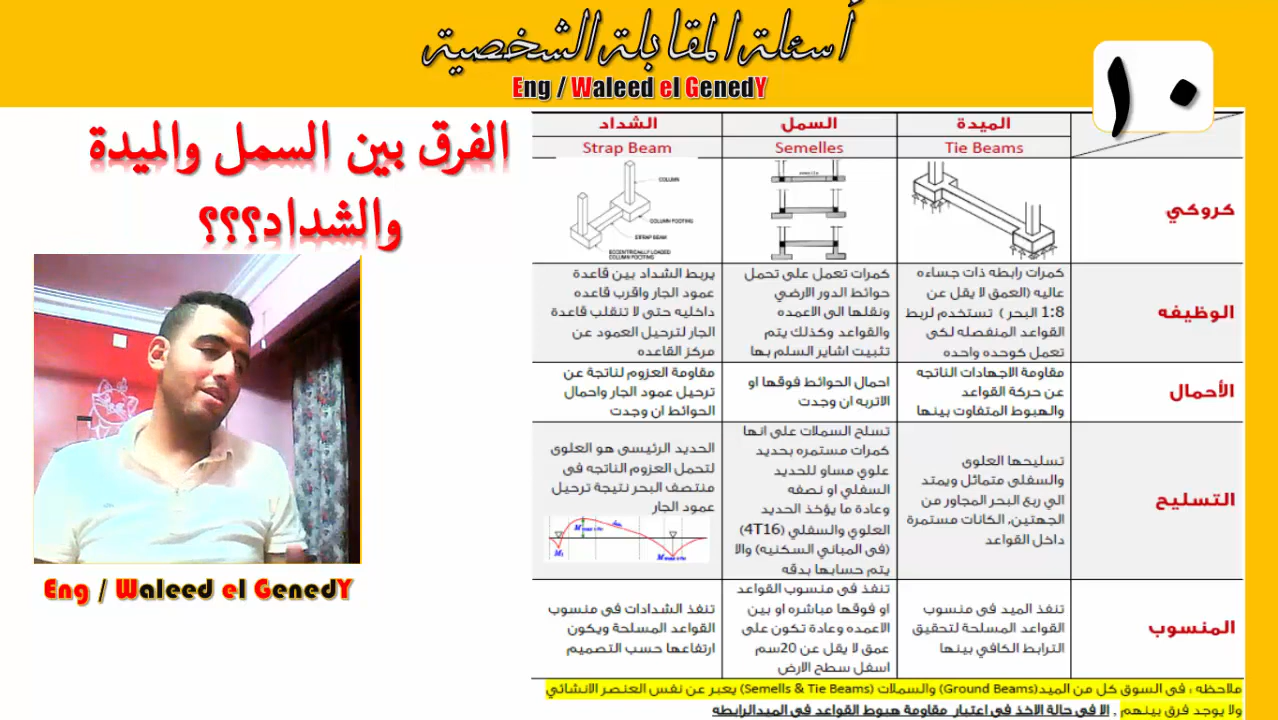 أسئلة المقابلة الشخصية
Eng / Waleed el GenedY
١٠
الفرق بين السمل والميدة
والشداد؟؟؟
Eng / Waleed el GenedY
الميدة
السمل
الشداد
Tie Beams
Semelles
Strap Beam
كروكي
COLUMN
COLUMN FOOTING
STRAP BEAM
ECCENTRICALLY LOADED
COLUMN FOOTING
الوظيفه
كمرات رابطه ذات جساءه
عاليه (العمق لا يقل عن
1:8 البحر ) تستخدم لربط
القواعد المنفصله لكى
تعمل كوحده واحده
كمرات تعمل على تحمل
حوائط الدور الارضي
ونقلها الى الاعمده
والقواعد وكذلك يتم
تثبيت اشاير السلم بها
يربط الشداد بين قاعدة
عمود الجار واقرب قاعده
داخليه حتى لا تنقلب قاعدة
الجار لترحيل العمود عن
مركز القاعده
الأحمال
مقاومة الاجهادات الناتجه
عن حركة القواعد
والهبوط المتفاوت بينها
احمال الحوائط فوقها او
الاتربه ان وجدت
مقاومة العزوم لناتجة عن
ترحيل عمود الجار واحمال
الحوائط ان وجدت
التسليح
تسليحها العلوى
والسفلى متماثل ويمتد
الي ربع البحر المجاور من
الجهتين, الكانات مستمرة
داخل القواعد
تسلح السملات على انها
كمرات مستمره بحديد
علوي مساو للحديد
السفلي او نصفه
وعادة ما يؤخذ الحديد
العلوي والسفلي (4T16)
(فى المباني السكنيه) والا
يتم حسابها بدقه
الحديد الرئيسى هو العلوى
لتحمل العزوم الناتجه فى
منتصف البحر نتيجة ترحيل
عمود الجار
المنسوب
تنفذ الميد فى منسوب
القواعد المسلحة لتحقيق
الترابط الكافي بينها
تنفذ فى منسوب القواعد
او فوقها مباشره او بين
الاعمده وعادة تكون على
عمق لا يقل عن 20سم
اسفل سطح الارض
تنفذ الشدادات فى منسوب
القواعد المسلحة ويكون
ارتفاعها حسب التصميم
ملاحظه : فى السوق كل من الميد(Ground Beams) والسملات (Semells & Tie Beams) يعبر عن نفس العنصر الانشائي
ولا يوجد فرق بينهم , الا فى حالة الاخذ فى اعتبار مقاومة هبوط القواعد فى الميدالرابطه